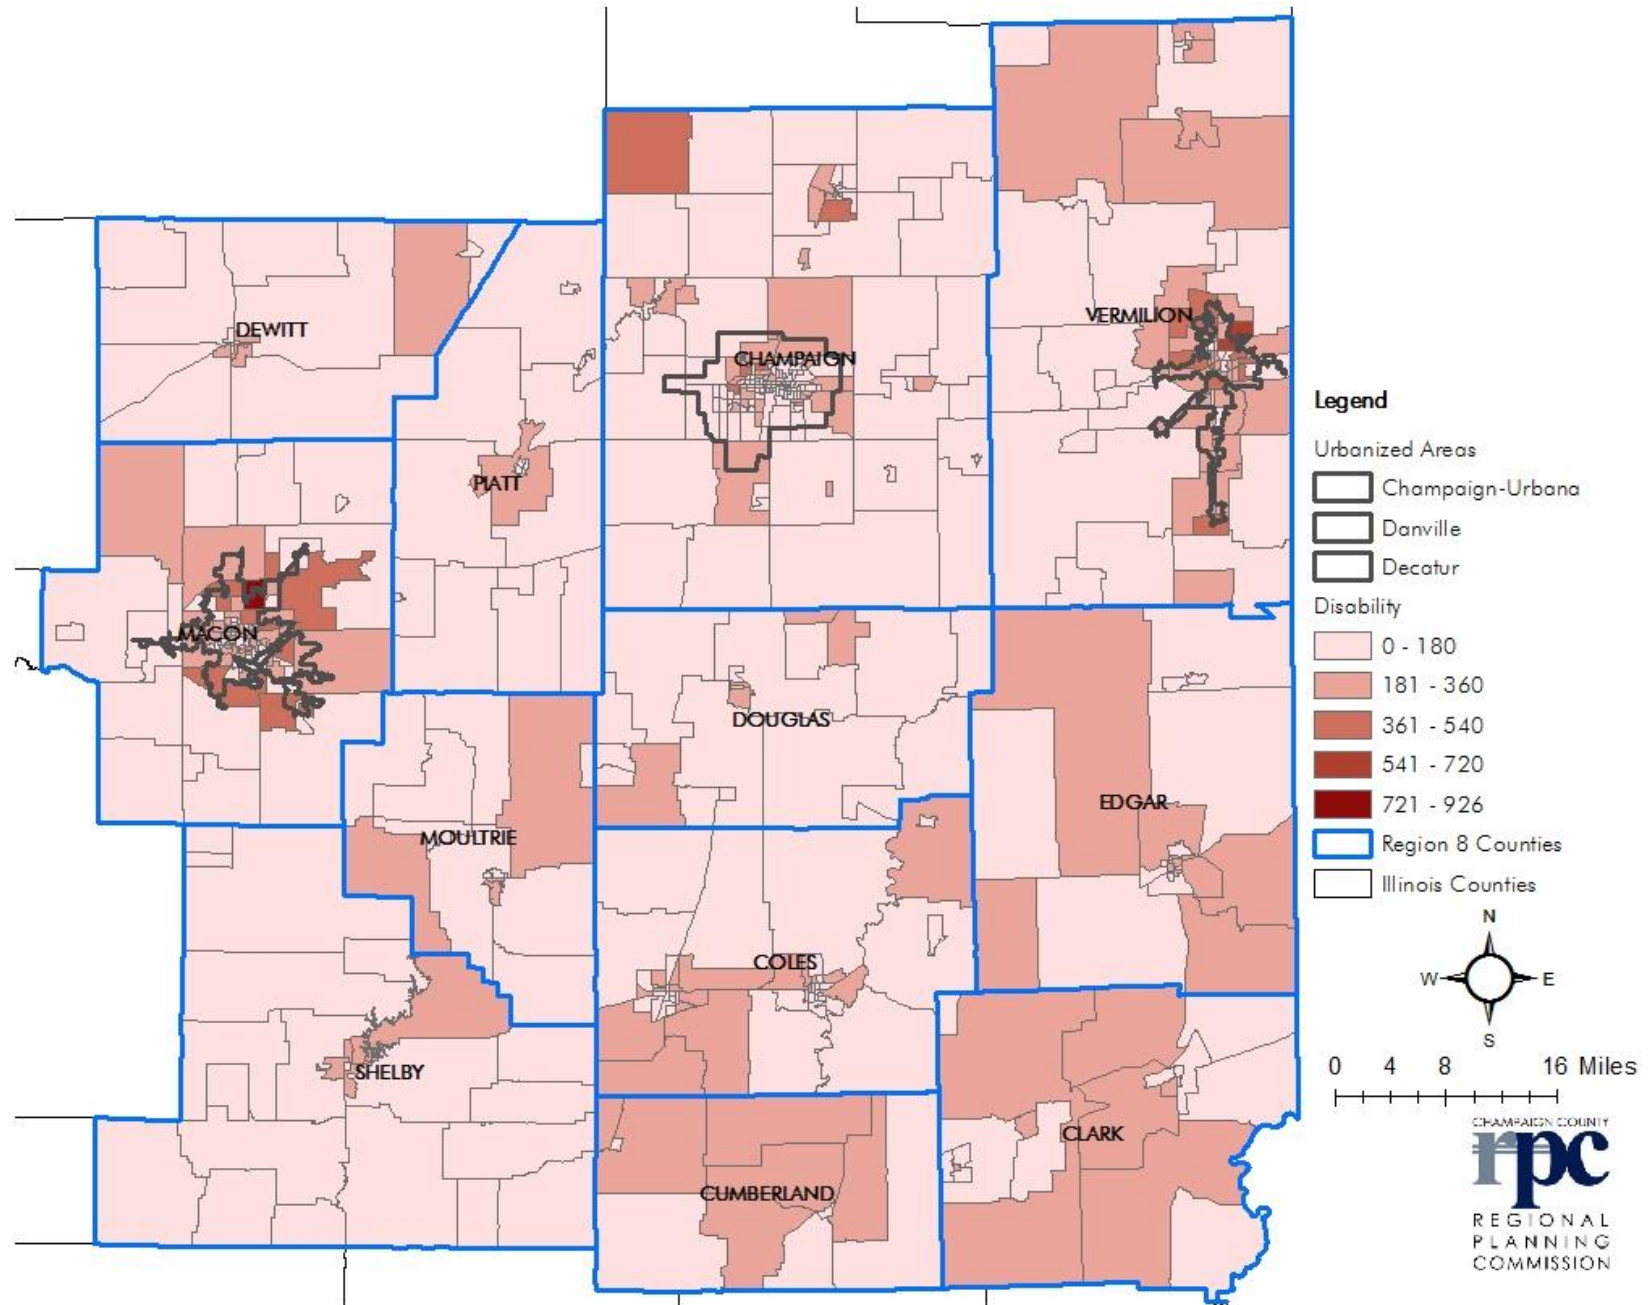 DEWITT
CHAMPAIGN
VERMILION
PIATT
MACON
DOUGLAS
MOULTRIE
EDGAR
COLES
SHELBY
CLARK
CUMBERLAND
Legend
Urbanized Areas
Champaign-Urbana
Danville
Decatur
Disability
0 - 180
181 - 360
361 - 540
541 - 720
721 - 926
Region 8 Counties
Illinois Counties
N
W E
S
0 4 8 16 Miles
CHAMPAIGN COUNTY
rpc
REGIONAL
PLANNING
COMMISSION